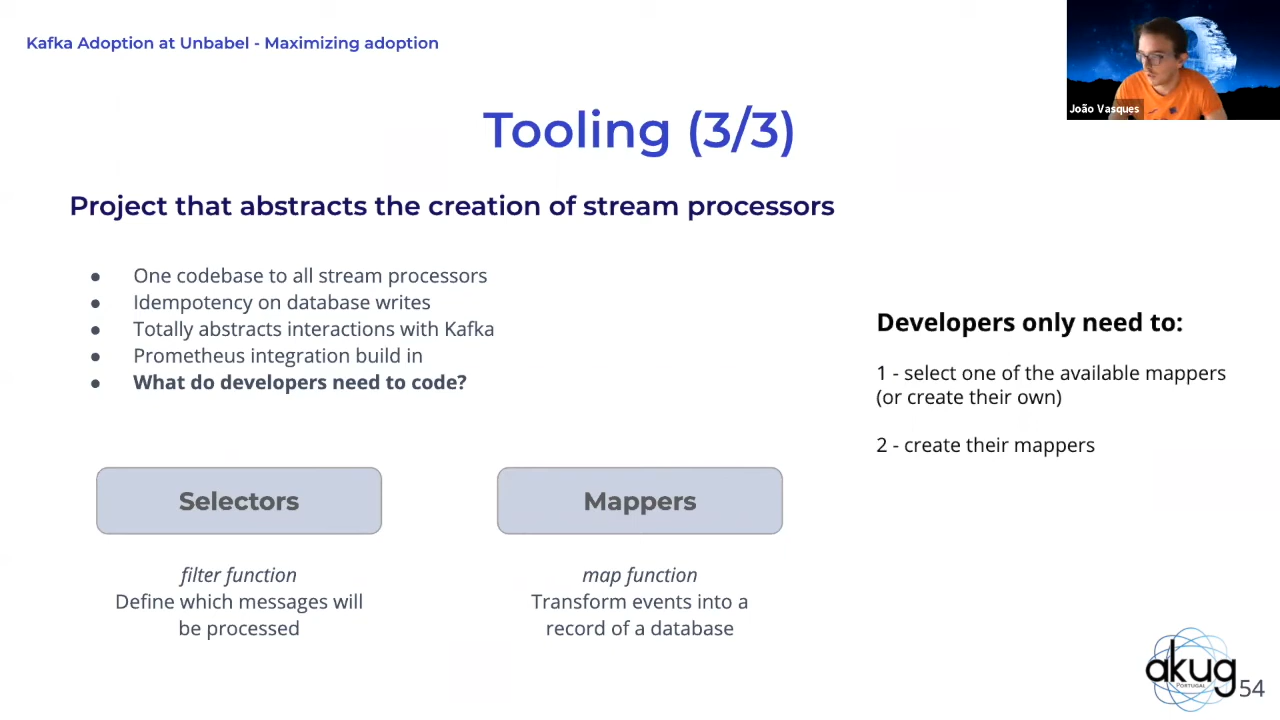 Kafka Adoption at Unbabel - Maximizing adoption
João Vasques
Tooling (3/3)
Project that abstracts the creation of stream processors
● One codebase to all stream processors
● Idempotency on database writes
● Totally abstracts interactions with Kafka
● Prometheus integration build in
● What do developers need to code?
Developers only need to:
1 - select one of the available mappers
(or create their own)
2 - create their mappers
Selectors
filter function
Define which messages will
be processed
Mappers
map function
Transform events into a
record of a database
akug
PORTUGAL
54